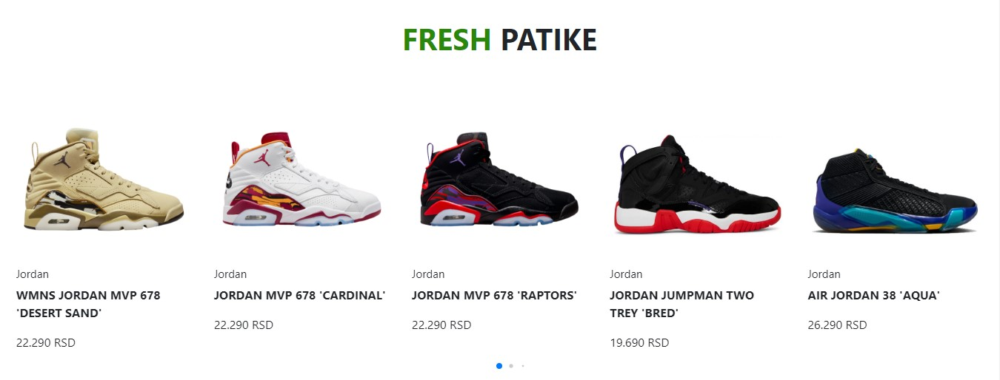 FRESH PATIKE
Jordan
WMNS JORDAN MVP 678
'DESERT SAND'
22.290 RSD
Jordan
JORDAN MVP 678 'CARDINAL'
22.290 RSD
Jordan
JORDAN MVP 678 'RAPTORS'
22.290 RSD
Jordan
JORDAN JUMPMAN TWO
TREY 'BRED'
19.690 RSD
Jordan
AIR JORDAN 38 'AQUA'
26.290 RSD